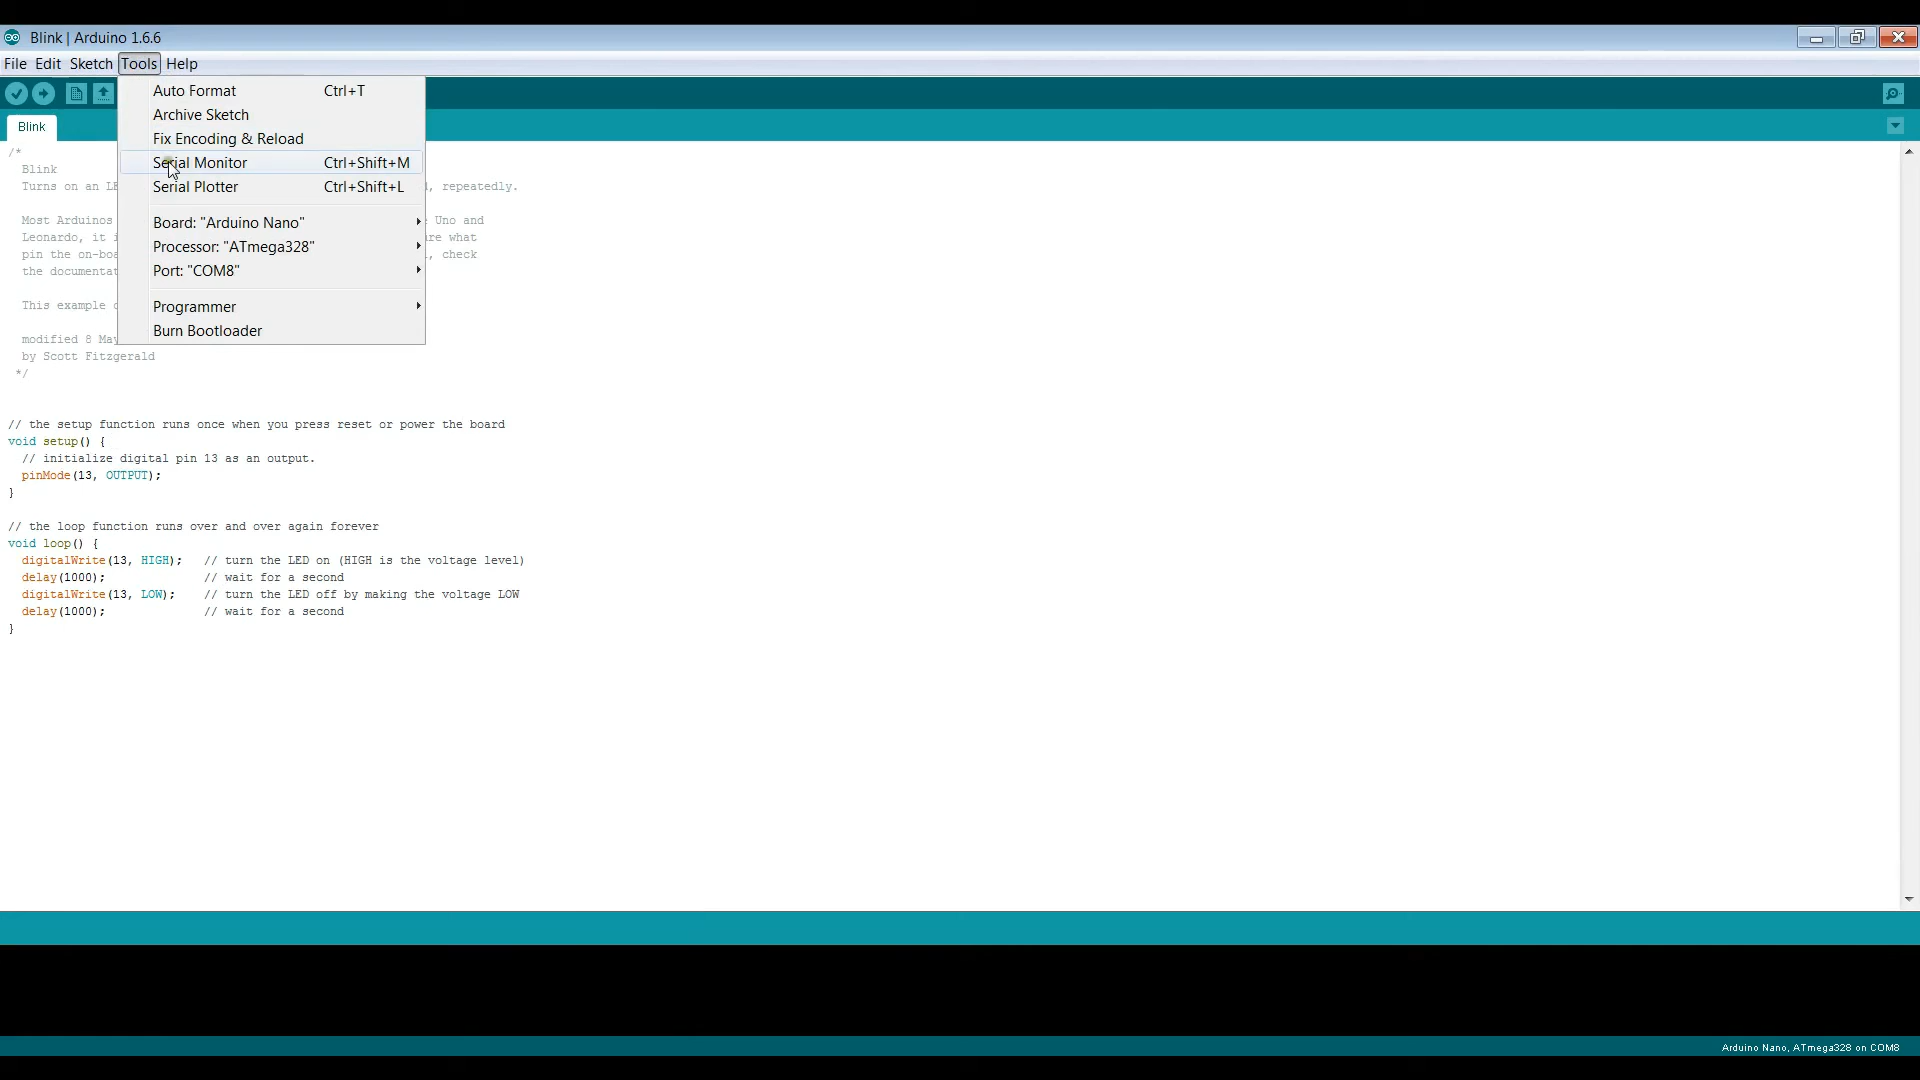 Blink | Arduino 1.6.6
File Edit Sketch Tools Help
Auto Format Ctrl+T
Archive Sketch
Fix Encoding & Reload
Serial Monitor Ctrl+Shift+M
Serial Plotter Ctrl+Shift+L
Board: "Arduino Nano"
Processor: "ATmega328"
Port: "COM8"
Programmer
Burn Bootloader
Blink
/*
Blink
Turns on an , repeatedly.
Most Arduinos Uno and
Leonardo, it what
pin the , check
the
This example
modified 8 May
by Scott Fitzgerald
*/
// the setup function runs once when you press reset or power the board
void setup() {
// initialize digital pin 13 as an output.
pinMode(13, OUTPUT);
}
// the loop function runs over and over again forever
void loop() {
digitalWrite(13, HIGH); // turn the LED on (HIGH is the voltage level)
delay(1000); // wait for a second
digitalWrite(13, LOW); // turn the LED off by making the voltage LOW
delay(1000); // wait for a second
}
Arduino Nano, ATmega328 on COM8